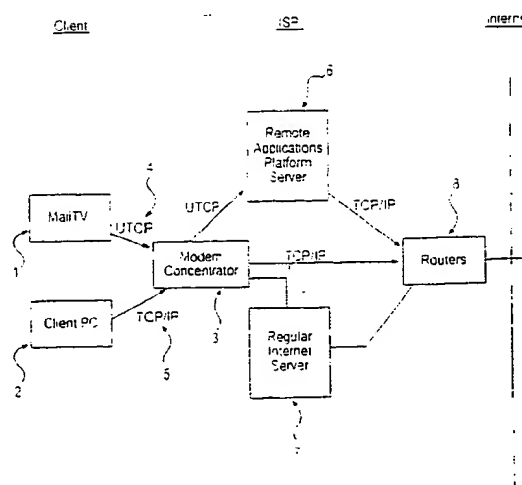 Client
ISP
6
Remote
Applications
Platform
Server
4
UTCP
UTCP
TCP/IP
8
MailTV
1
Modem
Concentrator
TCP/IP
Routers
3
Client PC
TCP/IP
2
5
Regular
Internet
Server
7